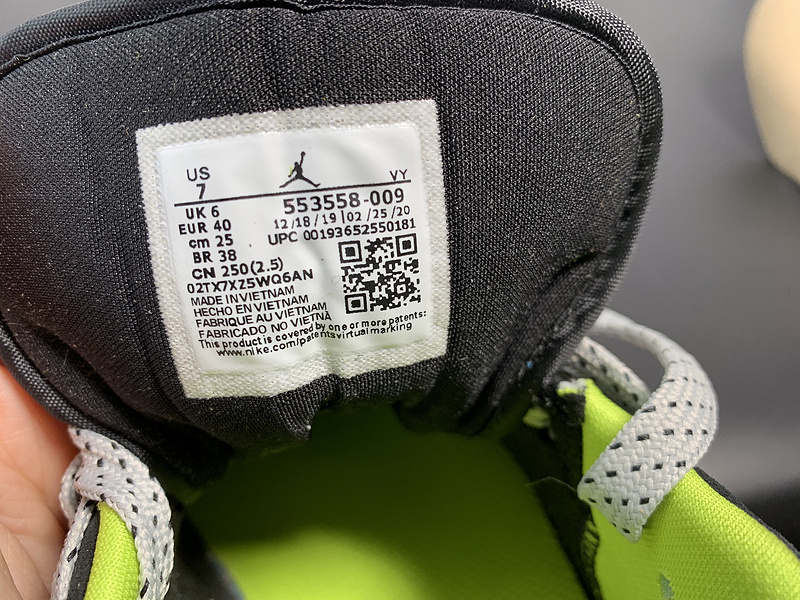 US
7
VY
UK 6
553558-009
EUR 40
12/18/19|02/25/20
cm 25
UPC 00193652550181
BR 38
CN 250(2.5)
02TX7XZ5WQ6AN
MADE IN VIETNAM
HECHO EN VIETNAM
FABRIQUE AU VIETNAM
FABRICADO NO VIETNÃ
This product is covered by one or more patents:
www.nike.com/patentsvirtualmarking